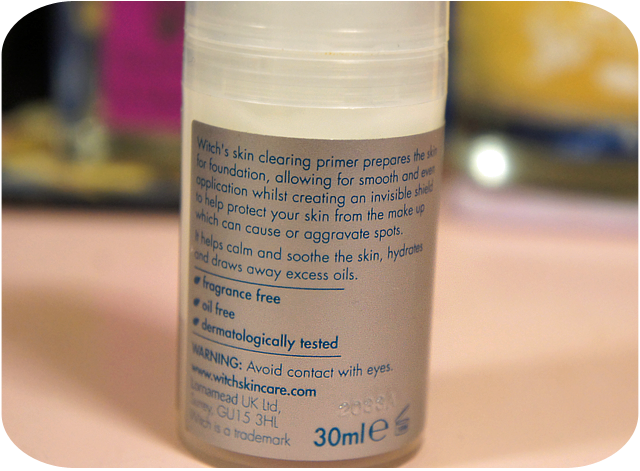 Witch's skin clearing primer prepares the skin
for foundation, allowing for smooth and even
application whilst creating an invisible shield
to help protect your skin from the make up
which can cause or aggravate spots.
It helps calm and soothe the skin, hydrates
and draws away excess oils.
fragrance free
oil free
dermatologically tested
WARNING: Avoid contact with eyes.
www.witchskincare.com
Lornamead UK Ltd,
Surrey, GU15 3HL
Witch is a trademark
30ml e